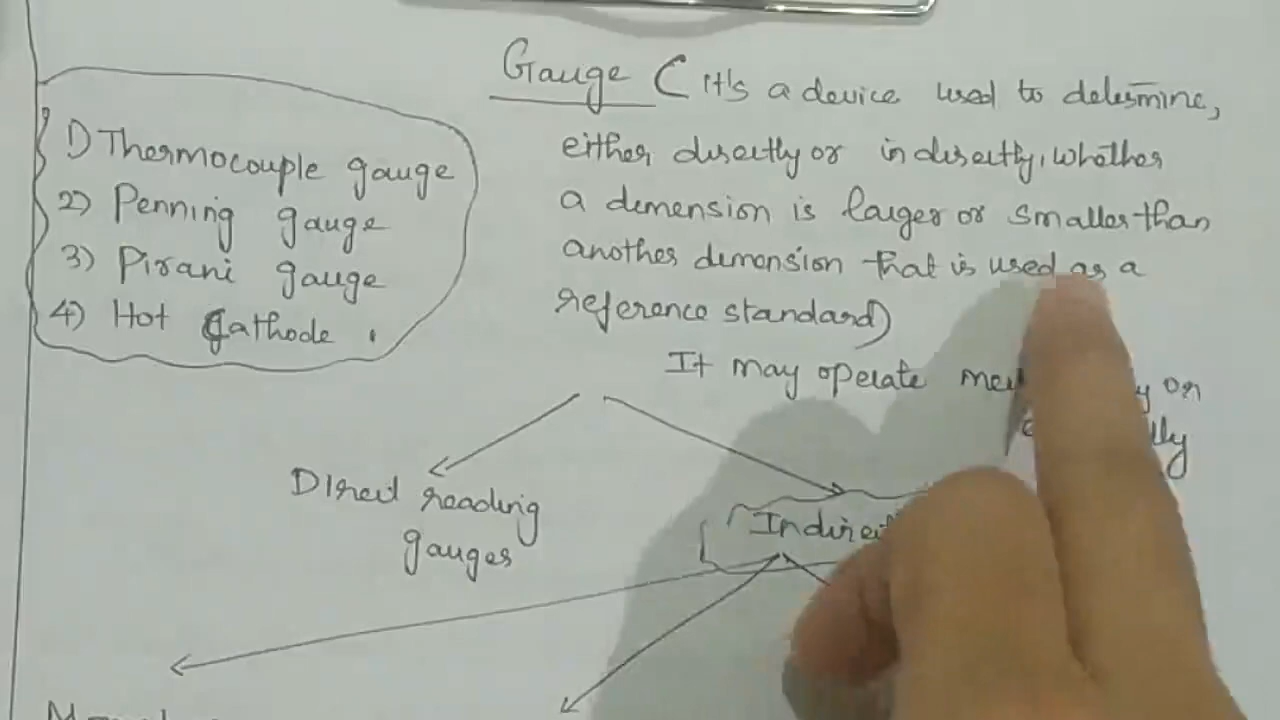 1) Thermocouple gauge
2) Penning gauge
3) Pirani gauge
4) Hot Cathode .
Gauge ( It's a device used to determine,
either directly or indirectly, whether
a dimension is larger or smaller than
another dimension that is used as a
reference standard)
It may operate or
Direct reading
gauges